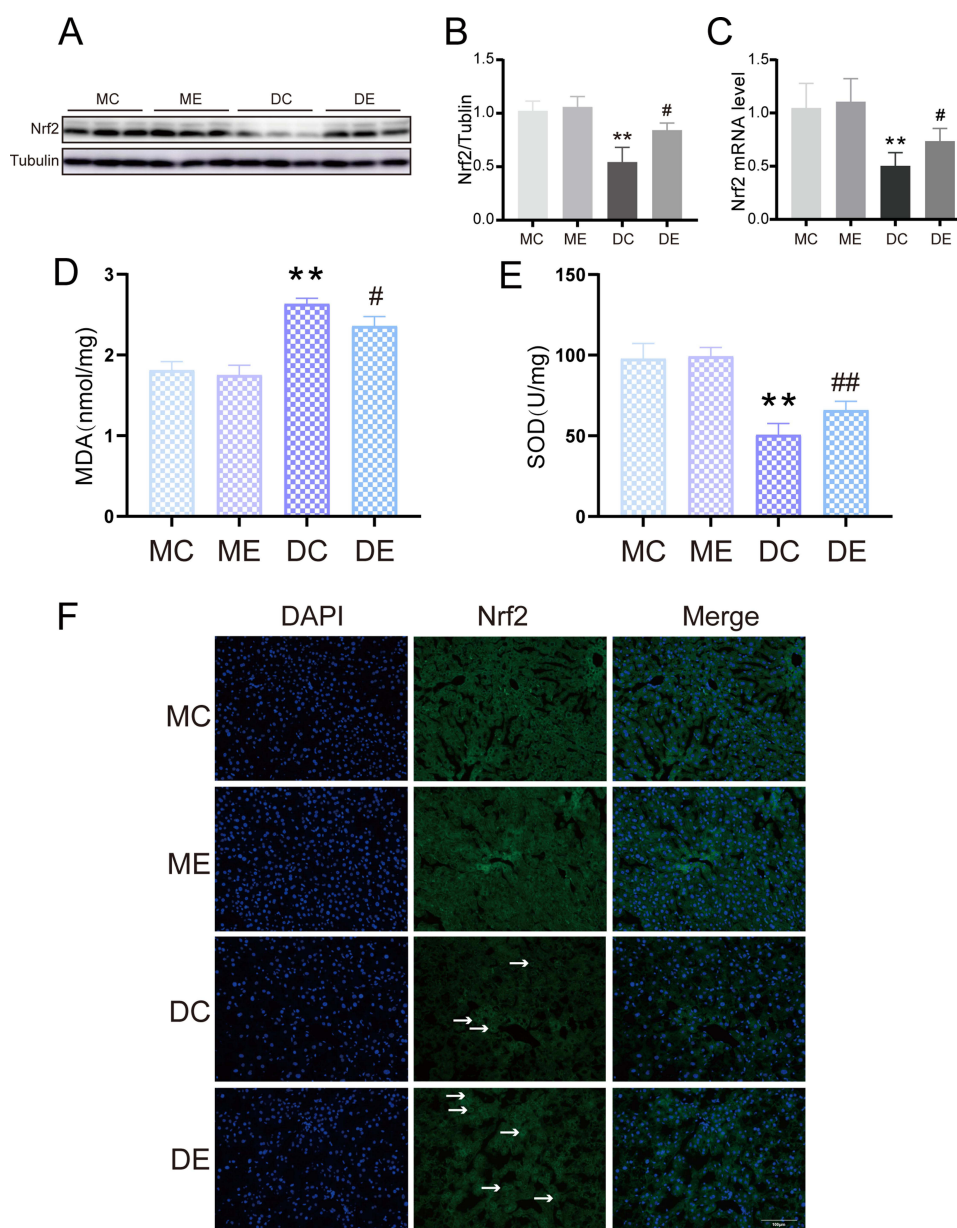 A
MC ME DC DE
Nrf2
Tubulin
B
Nrf2/Tublin
1.5
1.0
0.5
0.0
**
#
MC ME DC DE
C
Nrf2 mRNA level
1.5
1.0
0.5
0.0
**
#
MC ME DC DE
D
MDA(nmol/mg)
3
2
1
0
**
#
MC ME DC DE
E
SOD(U/mg)
150
100
50
0
**
##
MC ME DC DE
F
DAPI Nrf2 Merge
MC
ME
DC
DE
100μm